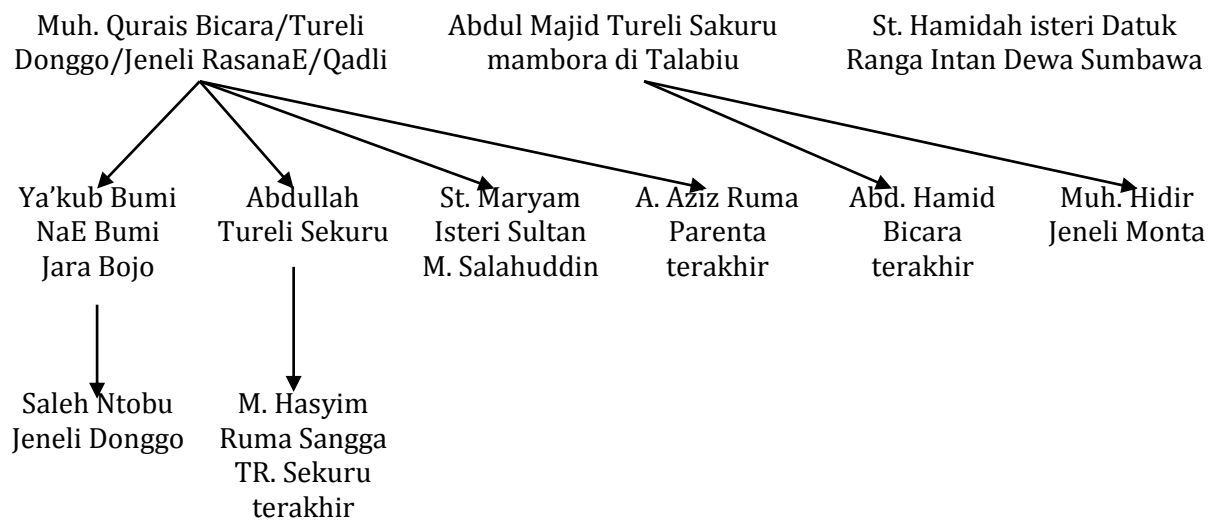 Muh. Qurais Bicara/Tureli
Donggo/Jeneli RasanaE/Qadli
Abdul Majid Tureli Sakuru
mambora di Talabiu
St. Hamidah isteri Datuk
Ranga Intan Dewa Sumbawa
Ya’kub Bumi
NaE Bumi
Jara Bojo
Abdullah
Tureli Sekuru
St. Maryam
Isteri Sultan
M. Salahuddin
A. Aziz Ruma
Parenta
terakhir
Abd. Hamid
Bicara
terakhir
Muh. Hidir
Jeneli Monta
Saleh Ntobu
Jeneli Donggo
M. Hasyim
Ruma Sangga
TR. Sekuru
terakhir